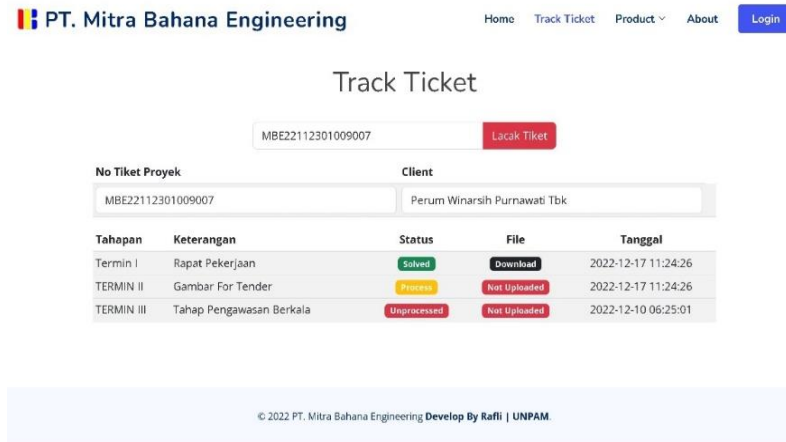 PT. Mitra Bahana Engineering Home Track Ticket Product About Login
Track Ticket
MBE22112301009007 Lacak Tiket
No Tiket Proyek Client
MBE22112301009007 Perum Winarsih Purnawati Tbk
Tahapan Keterangan Status File Tanggal
Termin I Rapat Pekerjaan Solved Download 2022-12-17 11:24:26
TERMIN II Gambar For Tender Process Not Uploaded 2022-12-17 11:24:26
TERMIN III Tahap Pengawasan Berkala Unprocessed Not Uploaded 2022-12-10 06:25:01
© 2022 PT. Mitra Bahana Engineering Develop By Rafli | UNPAM.